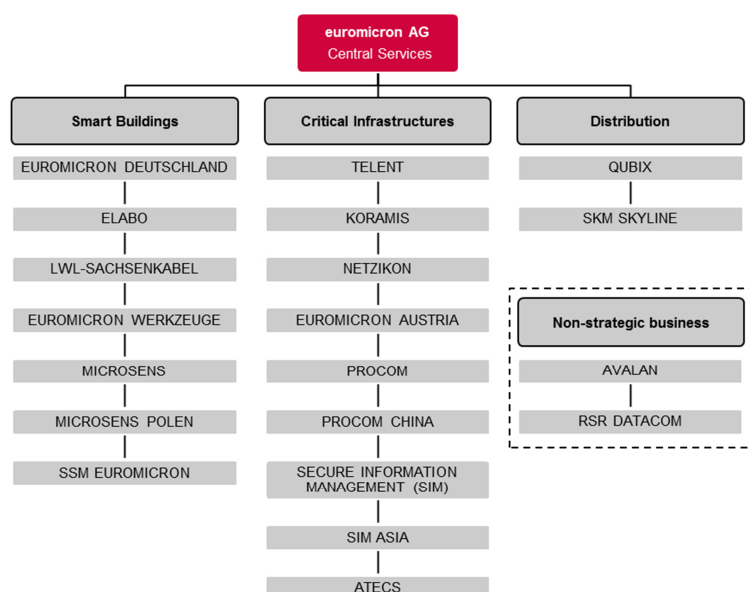 euromicron AG
Central Services
Smart Buildings
EUROMICRON DEUTSCHLAND
ELABO
LWL-SACHSENKABEL
EUROMICRON WERKZEUGE
MICROSENS
MICROSENS POLEN
SSM EUROMICRON
Critical Infrastructures
TELENT
KORAMIS
NETZIKON
EUROMICRON AUSTRIA
PROCOM
PROCOM CHINA
SECURE INFORMATION
MANAGEMENT (SIM)
SIM ASIA
ATECS
Distribution
QUBIX
SKM SKYLINE
Non-strategic business
AVALAN
RSR DATACOM